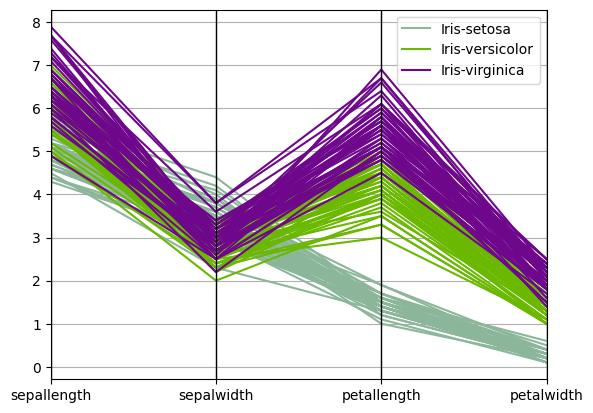 8
7
6
5
4
3
2
1
0
Iris-setosa
Iris-versicolor
Iris-virginica
sepallength sepalwidth petallength petalwidth